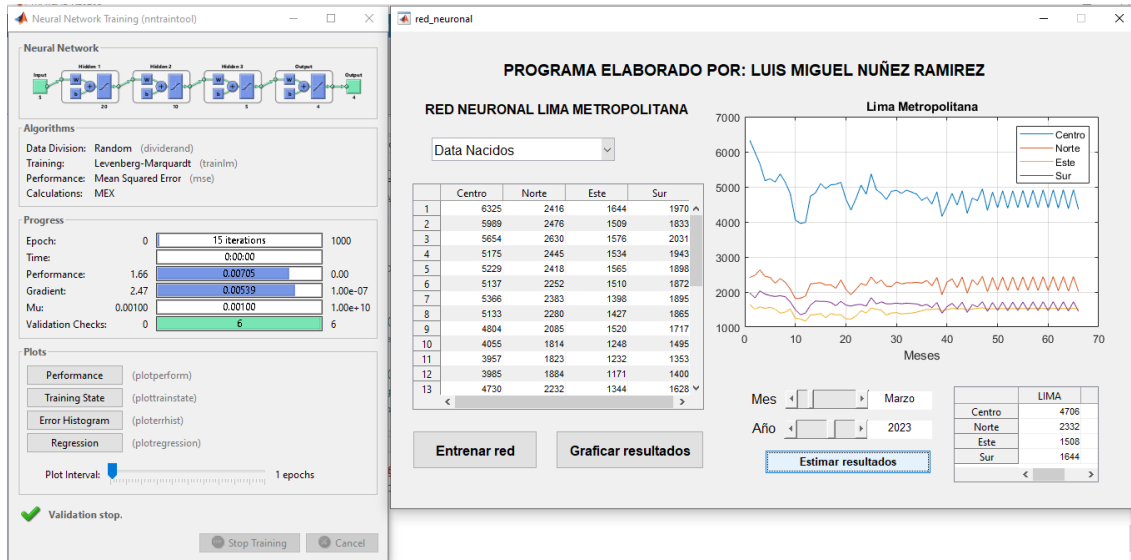 Neural Network Training (nntraintool)
Neural Network
Hidden 1 Hidden 2 Hidden 3 Output
Input Output
W W W W
b b b b
5 20 10 5 4 4
Algorithms
Data Division: Random (dividerand)
Training: Levenberg-Marquardt (trainlm)
Performance: Mean Squared Error (mse)
Calculations: MEX
Progress
Epoch: 0 15 iterations 1000
Time: 0:00:00
Performance: 1.66 0.00705 0.00
Gradient: 2.47 0.00539 1.00e-07
Mu: 0.00100 0.00100 1.00e+10
Validation Checks: 0 6 6
Plots
Performance (plotperform)
Training State (plottrainstate)
Error Histogram (ploterrhist)
Regression (plotregression)
Plot Interval: 1 epochs
Validation stop.
Stop Training Cancel
red_neuronal
PROGRAMA ELABORADO POR: LUIS MIGUEL NUÑEZ RAMIREZ
RED NEURONAL LIMA METROPOLITANA
Data Nacidos
Centro Norte Este Sur
1 6325 2416 1644 1970
2 5989 2476 1509 1833
3 5654 2630 1576 2031
4 5175 2445 1534 1943
5 5229 2418 1565 1898
6 5137 2252 1510 1872
7 5366 2383 1398 1895
8 5133 2280 1427 1865
9 4804 2085 1520 1717
10 4055 1814 1248 1495
11 3957 1823 1232 1353
12 3985 1884 1171 1400
13 4730 2232 1344 1628
Entrenar red Graficar resultados
Lima Metropolitana
7000
6000
5000
4000
3000
2000
1000
Centro
Norte
Este
Sur
0 10 20 30 40 50 60 70
Meses
Mes Marzo
Año 2023
Estimar resultados
LIMA
Centro 4706
Norte 2332
Este 1508
Sur 1644